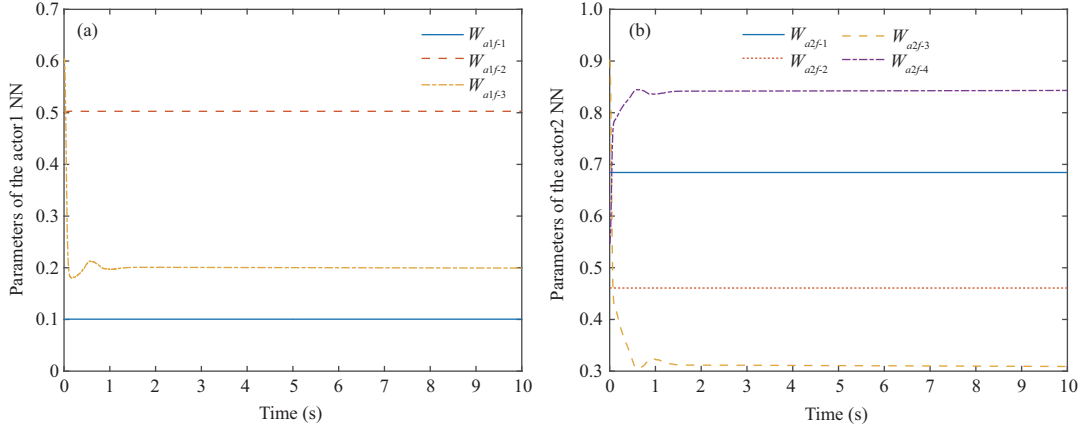 (a)
W_{a1f-1}
W_{a1f-2}
W_{a1f-3}
Parameters of the actor1 NN
0.7
0.6
0.5
0.4
0.3
0.2
0.1
0
0 1 2 3 4 5 6 7 8 9 10
Time (s)
(b)
W_{a2f-1} W_{a2f-3}
W_{a2f-2} W_{a2f-4}
Parameters of the actor2 NN
1.0
0.9
0.8
0.7
0.6
0.5
0.4
0.3
0 1 2 3 4 5 6 7 8 9 10
Time (s)